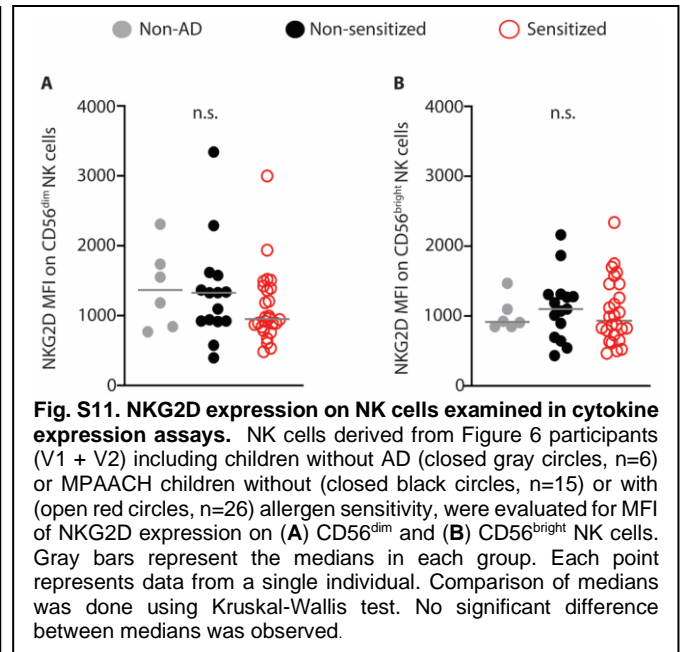 Non-AD Non-sensitized Sensitized
A
B
4000
3000
2000
1000
0
NKG2D MFI on CD56dim NK cells
n.s.
4000
3000
2000
1000
0
NKG2D MFI on CD56bright NK cells
n.s.
Fig. S11. NKG2D expression on NK cells examined in cytokine
expression assays. NK cells derived from Figure 6 participants
(V1 + V2) including children without AD (closed gray circles, n=6)
or MPAACH children without (closed black circles, n=15) or with
(open red circles, n=26) allergen sensitivity, were evaluated for MFI
of NKG2D expression on (A) CD56dim and (B) CD56bright NK cells.
Gray bars represent the medians in each group. Each point
represents data from a single individual. Comparison of medians
was done using Kruskal-Wallis test. No significant difference
between medians was observed.